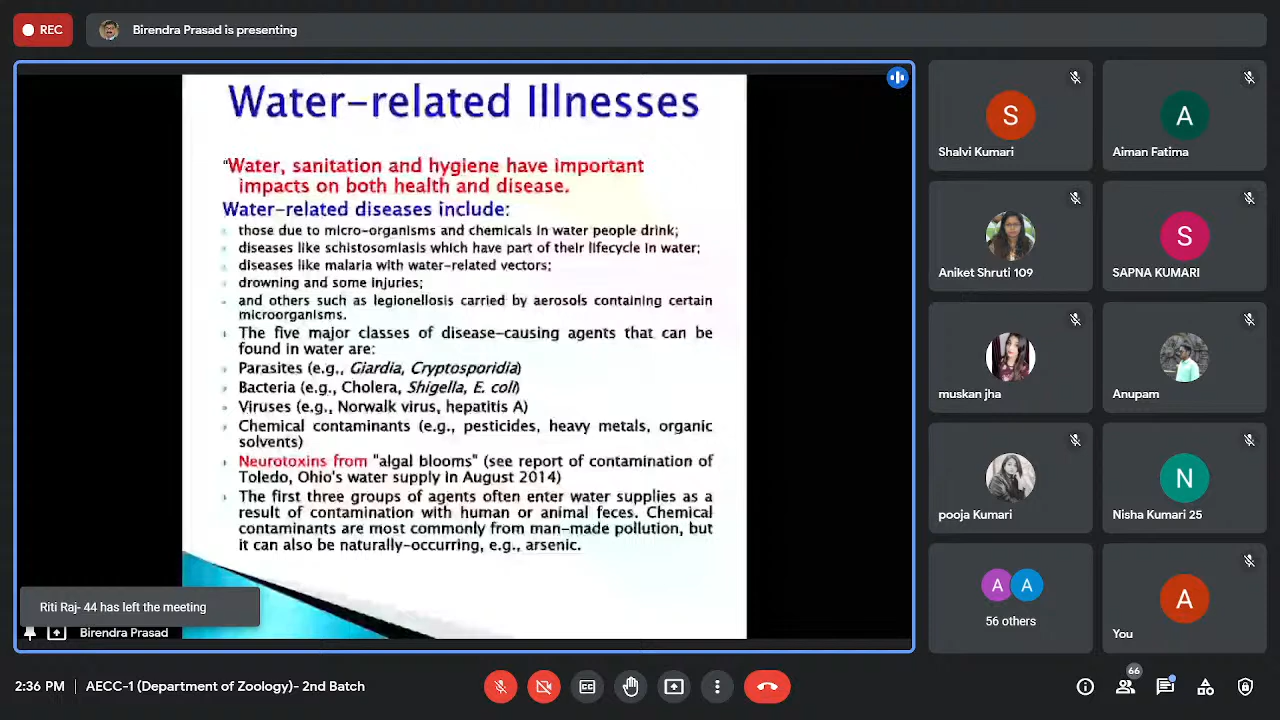 REC
Birendra Prasad is presenting
Water-related Illnesses
"Water, sanitation and hygiene have important
impacts on both health and disease.
Water-related diseases include:
those due to micro-organisms and chemicals in water people drink;
diseases like schistosomiasis which have part of their lifecycle in water;
diseases like malaria with water-related vectors;
drowning and some injuries;
and others such as legionellosis carried by aerosols containing certain
microorganisms.
The five major classes of disease-causing agents that can be
found in water are:
Parasites (e.g., Giardia, Cryptosporidia)
Bacteria (e.g., Cholera, Shigella, E. coli)
Viruses (e.g., Norwalk virus, hepatitis A)
Chemical contaminants (e.g., pesticides, heavy metals, organic
solvents)
Neurotoxins from "algal blooms" (see report of contamination of
Toledo, Ohio's water supply in August 2014)
The first three groups of agents often enter water supplies as a
result of contamination with human or animal feces. Chemical
contaminants are most commonly from man-made pollution, but
it can also be naturally-occurring, e.g., arsenic.
Riti Raj- 44 has left the meeting
Birendra Prasad
S
Shalvi Kumari
A
Aiman Fatima
Aniket Shruti 109
S
SAPNA KUMARI
muskan jha
Anupam
pooja Kumari
N
Nisha Kumari 25
A A
56 others
A
You
2:36 PM | AECC-1 (Department of Zoology)- 2nd Batch
CC
66